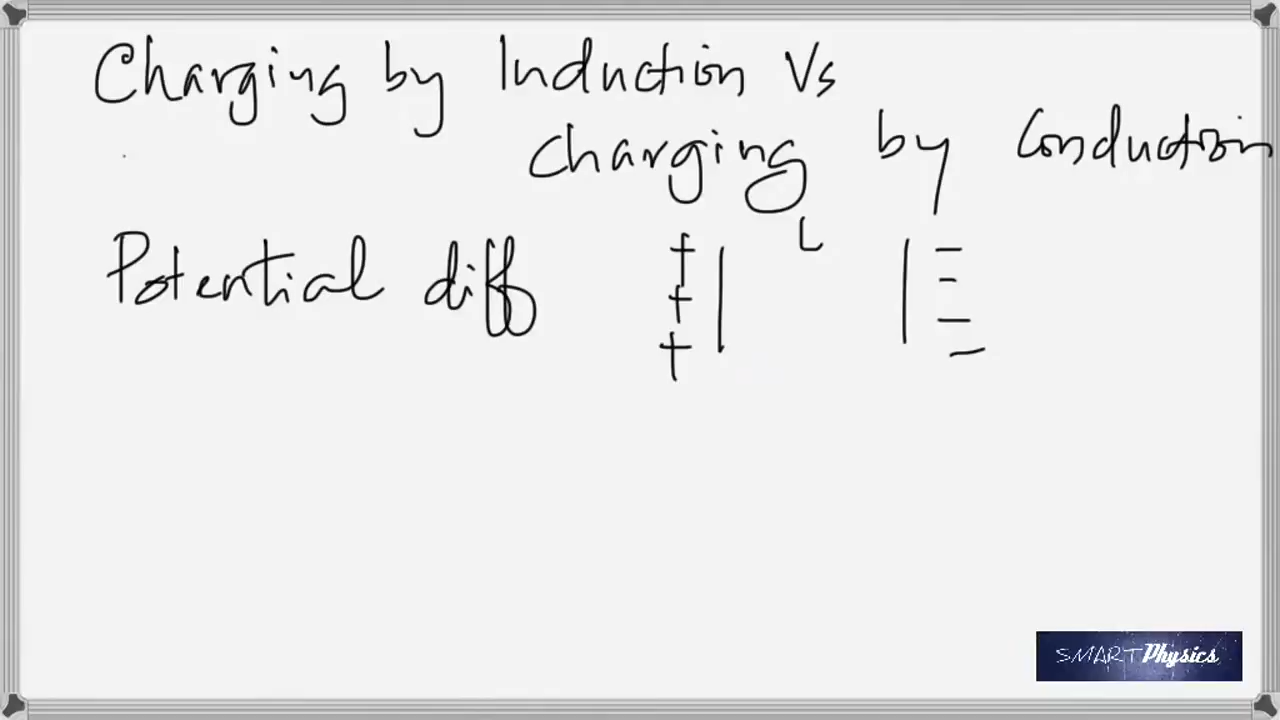 Charging by Induction Vs
charging by Conduction
Potential diff
+ -
+ -
+ -
-
SMART Physics